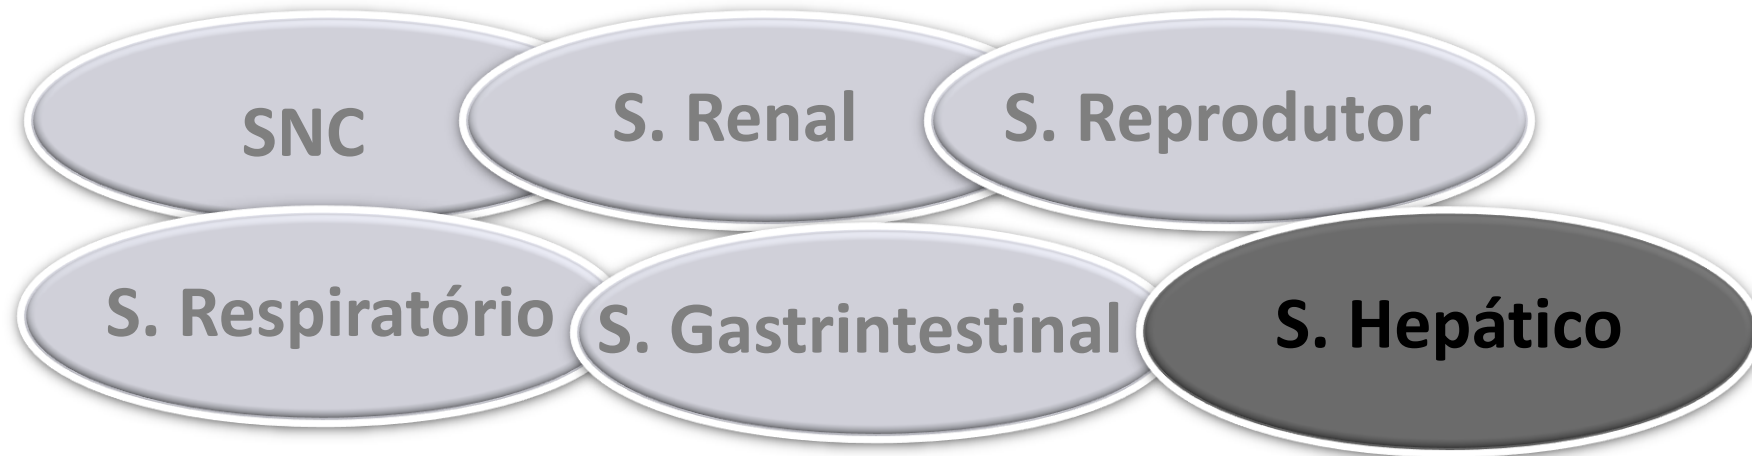 SNC
S. Renal
S. Reprodutor
S. Respiratório
S. Gastrintestinal
S. Hepático